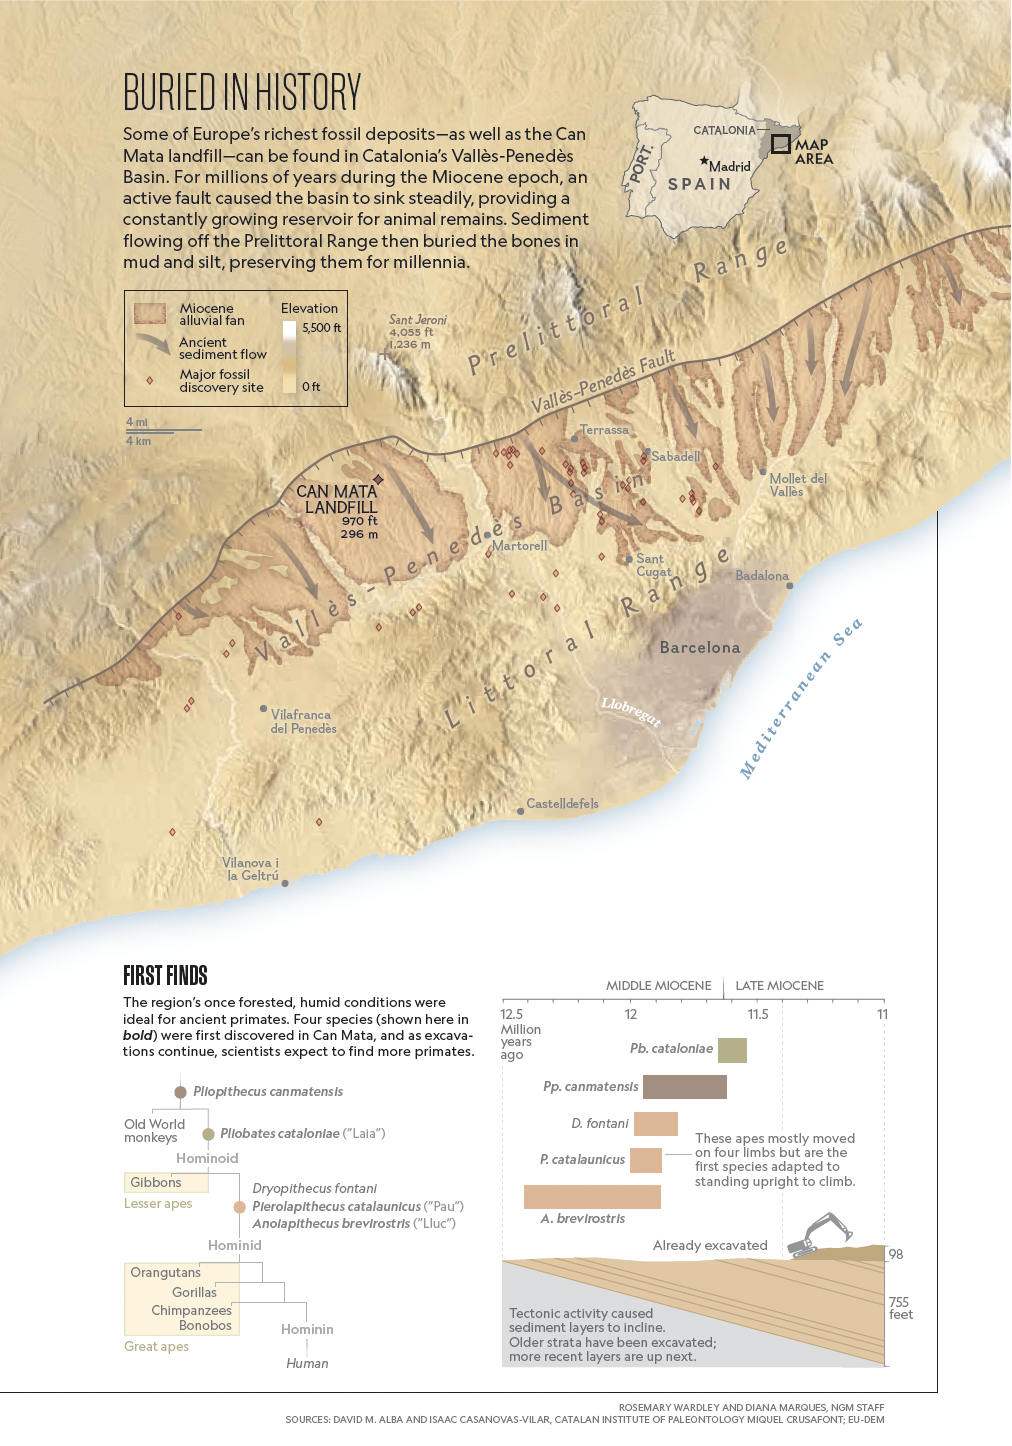 BURIED IN HISTORY
Some of Europe's richest fossil deposits—as well as the Can
Mata landfill—can be found in Catalonia's Vallès-Penedès
Basin. For millions of years during the Miocene epoch, an
active fault caused the basin to sink steadily, providing a
constantly growing reservoir for animal remains. Sediment
flowing off the Prelittoral Range then buried the bones in
mud and silt, preserving them for millennia.
CATALONIA
MAP
AREA
PORT.
Madrid
SPAIN
Miocene
alluvial fan
Ancient
sediment flow
Major fossil
discovery site
Elevation
5,500 ft
0 ft
4 mi
4 km
Sant Jeroni
4,055 ft
1,236 m
Prelittoral Range
Vallès-Penedès Fault
Terrassa
Sabadell
Mollet del
Vallès
CAN MATA
LANDFILL
970 ft
296 m
Vallès-Penedès Basin
Martorell
Sant
Cugat
Badalona
Littoral Range
Barcelona
Llobregat
Mediterranean Sea
Vilafranca
del Penedès
Castelldefels
Vilanova i
la Geltrú
FIRST FINDS
The region's once forested, humid conditions were
ideal for ancient primates. Four species (shown here in
bold) were first discovered in Can Mata, and as excava-
tions continue, scientists expect to find more primates.
Pliopithecus canmatensis
Old World
monkeys
Pliobates cataloniae ("Laia")
Hominoid
Gibbons
Lesser apes
Dryopithecus fontani
Pierolapithecus catalaunicus ("Pau")
Anoiapithecus brevirostris ("Lluc")
Hominid
Orangutans
Gorillas
Chimpanzees
Bonobos
Great apes
Hominin
Human
MIDDLE MIOCENE
LATE MIOCENE
12.5
Million
years
ago
12
11.5
11
Pb. cataloniae
Pp. canmatensis
D. fontani
P. catalaunicus
A. brevirostris
These apes mostly moved
on four limbs but are the
first species adapted to
standing upright to climb.
Already excavated
98
755
feet
Tectonic activity caused
sediment layers to incline.
Older strata have been excavated;
more recent layers are up next.
ROSEMARY WARDLEY AND DIANA MARQUES, NGM STAFF
SOURCES: DAVID M. ALBA AND ISAAC CASANOVAS-VILAR, CATALAN INSTITUTE OF PALEONTOLOGY MIQUEL CRUSAFONT; EU-DEM